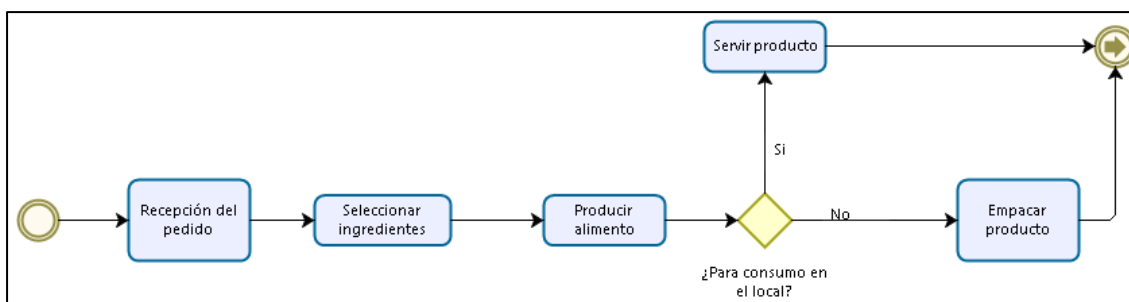 Servir producto
Si
Recepción del
pedido
Seleccionar
ingredientes
Producir
alimento
No
Empacar
producto
¿Para consumo en
el local?